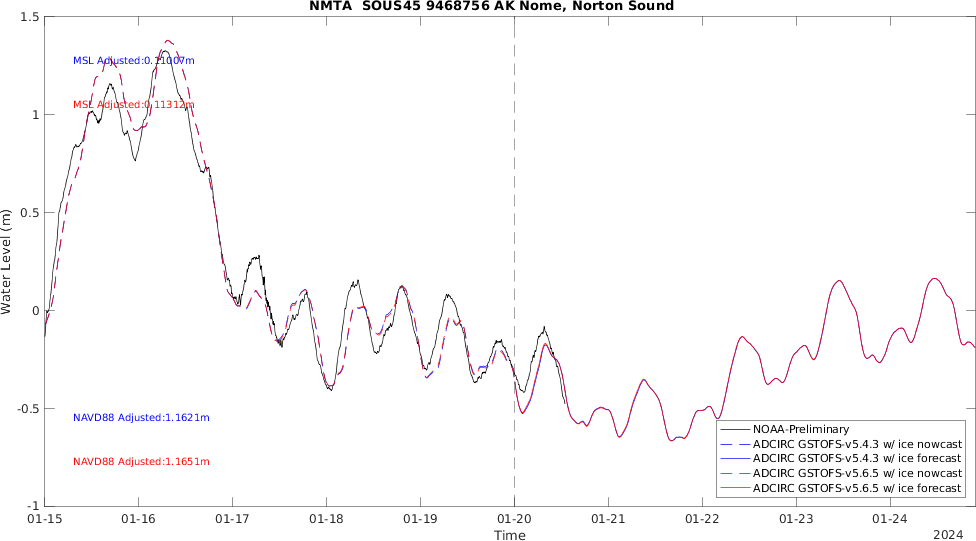 NMTA  SOUS45 9468756 AK Nome, Norton Sound
1.5
1
0.5
0
-0.5
-1
Water Level (m)
MSL Adjusted:0.11007m
MSL Adjusted:0.11312m
NAVD88 Adjusted:1.1621m
NAVD88 Adjusted:1.1651m
NOAA-Preliminary
ADCIRC GSTOFS-v5.4.3 w/ ice nowcast
ADCIRC GSTOFS-v5.4.3 w/ ice forecast
ADCIRC GSTOFS-v5.6.5 w/ ice nowcast
ADCIRC GSTOFS-v5.6.5 w/ ice forecast
01-15 01-16 01-17 01-18 01-19 01-20 01-21 01-22 01-23 01-24
Time
2024